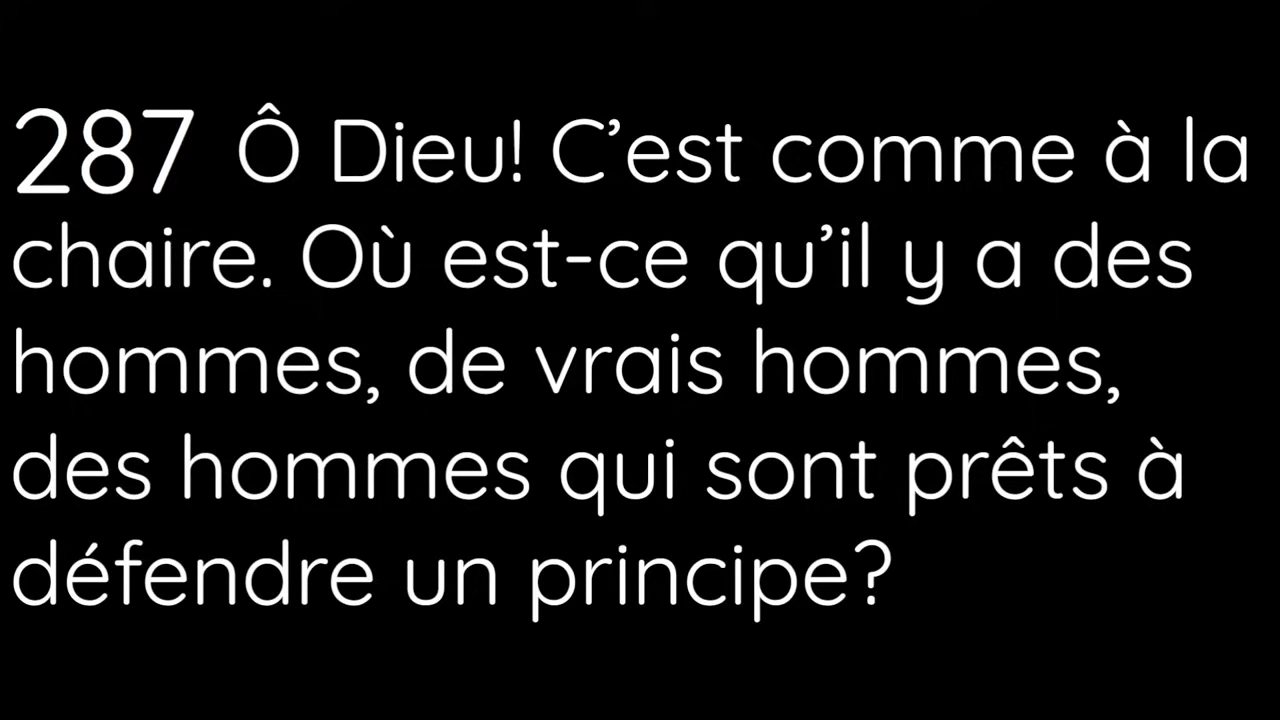 287 Ô Dieu! C’est comme à la
chaire. Où est-ce qu’il y a des
hommes, de vrais hommes,
des hommes qui sont prêts à
défendre un principe?